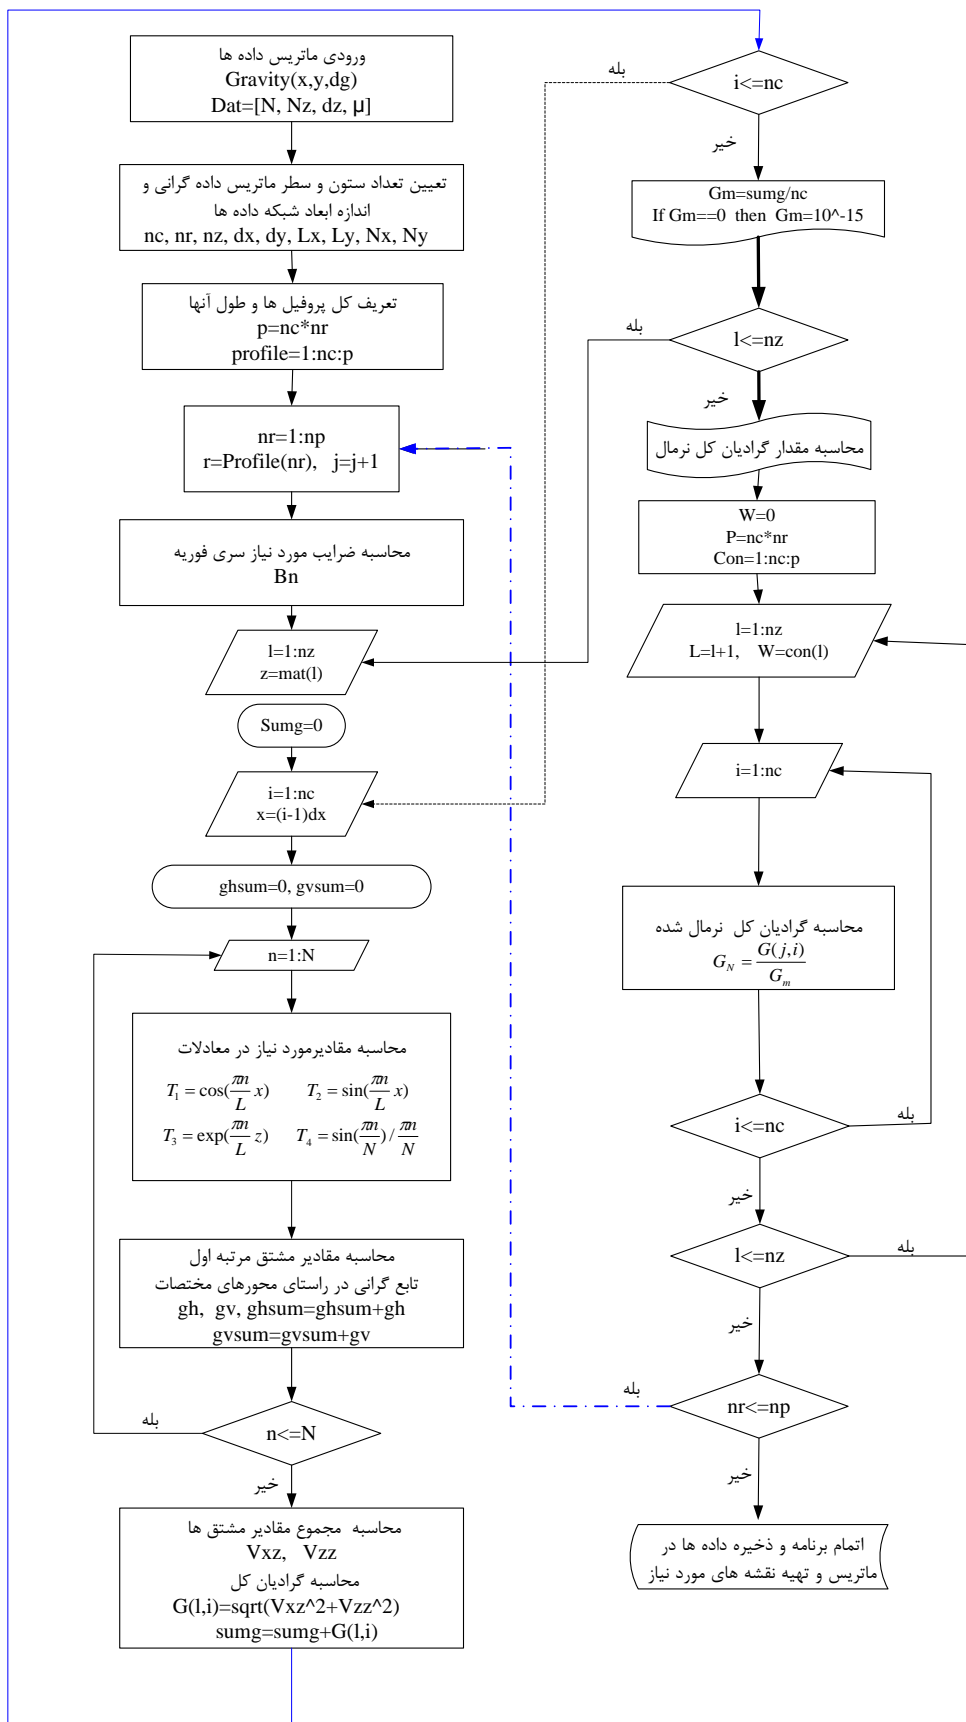 ورودی ماتریس داده ها
Gravity(x,y,dg)
Dat=[N, Nz, dz, μ]
تعیین تعداد ستون و سطر ماتریس داده گرانی و
اندازه ابعاد شبکه داده ها
nc, nr, nz, dx, dy, Lx, Ly, Nx, Ny
تعریف کل پروفیل ها و طول آنها
p=nc*nr
profile=1:nc:p
nr=1:np
r=Profile(nr), j=j+1
محاسبه ضرایب مورد نیاز سری فوریه
Bn
l=1:nz
z=mat(l)
Sumg=0
i=1:nc
x=(i-1)dx
ghsum=0, gvsum=0
n=1:N
محاسبه مقادیرمورد نیاز در معادلات
T₁ = cos(πn/L x) T₂ = sin(πn/L x)
T₃ = exp(πn/L z) T₄ = sin(πn/N) / πn/N
محاسبه مقادیر مشتق مرتبه اول
تابع گرانی در راستای محورهای مختصات
gh, gv, ghsum=ghsum+gh
gvsum=gvsum+gv
بله
n<=N
خیر
محاسبه مجموع مقادیر مشتق ها
Vxz, Vzz
محاسبه گرادیان کل
G(l,i)=sqrt(Vxz^2+Vzz^2)
sumg=sumg+G(l,i)
بله
i<=nc
خیر
Gm=sumg/nc
If Gm==0 then Gm=10^-15
بله
l<=nz
خیر
محاسبه مقدار گرادیان کل نرمال
W=0
P=nc*nr
Con=1:nc:p
l=1:nz
L=l+1, W=con(l)
i=1:nc
محاسبه گرادیان کل نرمال شده
G_N = G(j,i)/G_m
i<=nc
بله
خیر
l<=nz
بله
خیر
بله
nr<=np
خیر
اتمام برنامه و ذخیره داده ها در
ماتریس و تهیه نقشه های مورد نیاز